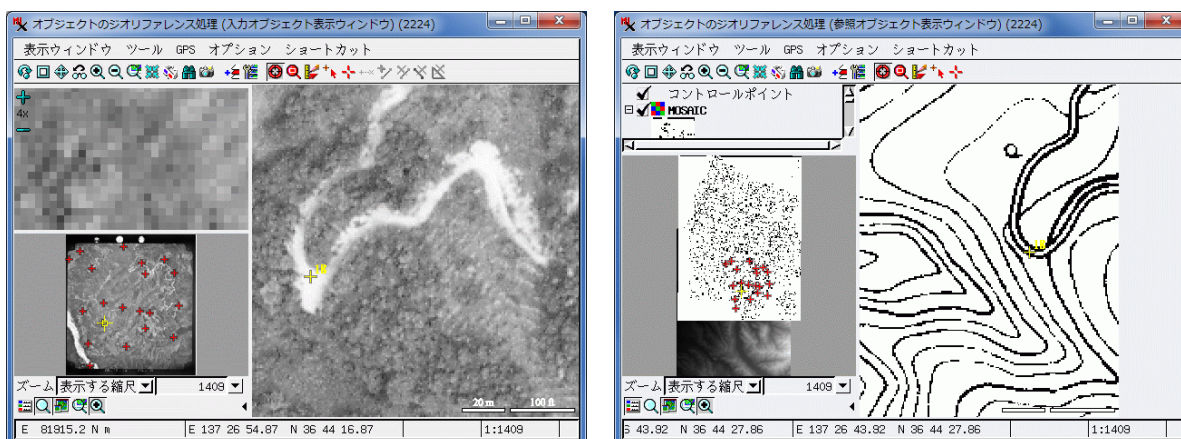 オブジェクトのジオリファレンス処理 (入力オブジェクト表示ウィンドウ) (2224)
表示ウィンドウ ツール GPS オプション ショートカット
4x
18
ズーム 表示する縮尺 1409
20 m 100 ft
E 81915.2 N m E 137 26 54.87 N 36 44 16.87 1:1409
オブジェクトのジオリファレンス処理 (参照オブジェクト表示ウィンドウ) (2224)
表示ウィンドウ ツール GPS オプション ショートカット
コントロールポイント
MOSAIC
18
ズーム 表示する縮尺 1409
43.92 N 36 44 27.86 E 137 26 43.92 N 36 44 27.86 1:1409